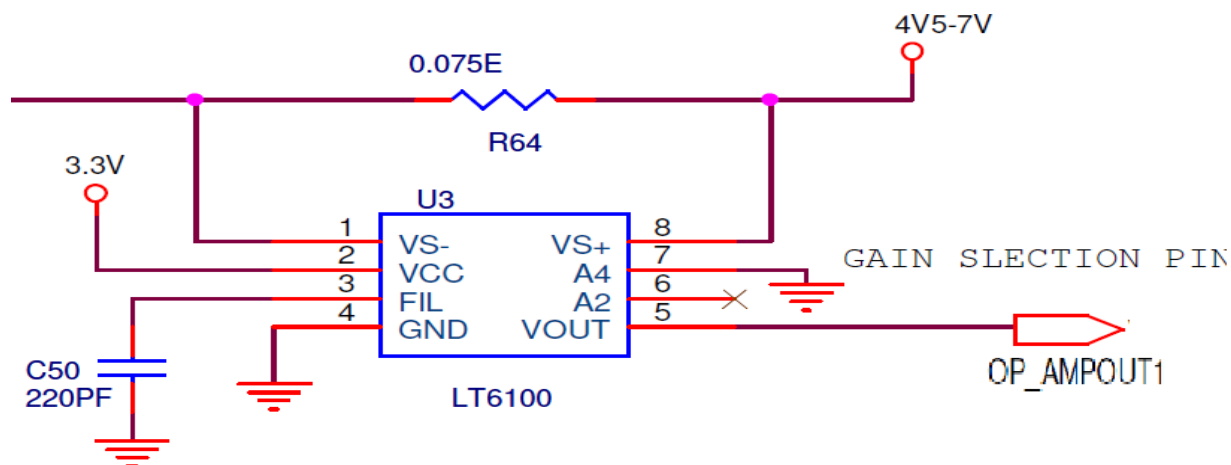 4V5-7V
0.075E
R64
3.3V
U3
1 VS- VS+ 8
2 VCC A4 7
3 FIL A2 6
4 GND VOUT 5
GAIN SLECTION PIN
C50
220PF
LT6100
OP_AMPOUT1